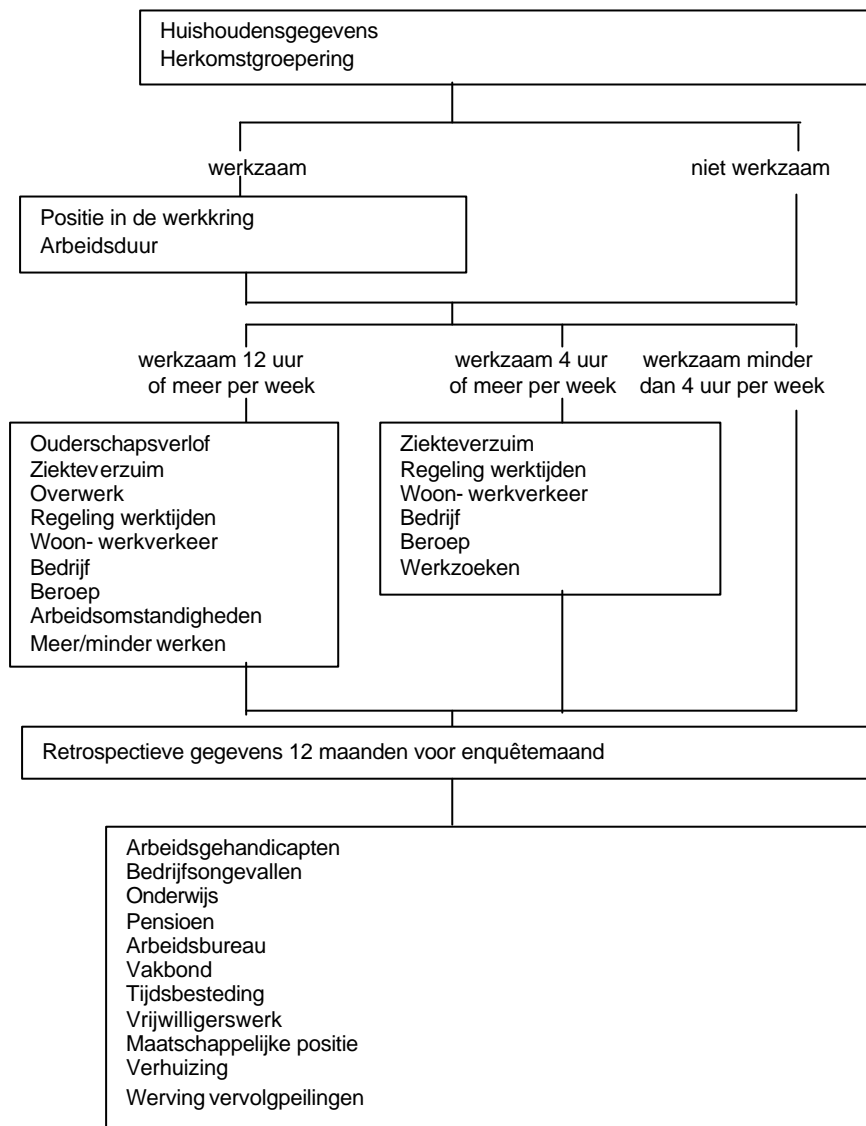 Huishoudensgegevens
Herkomstgroepering
werkzaam
niet werkzaam
Positie in de werkkring
Arbeidsduur
werkzaam 12 uur
of meer per week
werkzaam 4 uur
of meer per week
werkzaam minder
dan 4 uur per week
Ouderschapsverlof
Ziekteverzuim
Overwerk
Regeling werktijden
Woon- werkverkeer
Bedrijf
Beroep
Arbeidsomstandigheden
Meer/minder werken
Ziekteverzuim
Regeling werktijden
Woon- werkverkeer
Bedrijf
Beroep
Werkzoeken
Retrospectieve gegevens 12 maanden voor enquêtemaand
Arbeidsgehandicapten
Bedrijfsongevallen
Onderwijs
Pensioen
Arbeidsbureau
Vakbond
Tijdsbesteding
Vrijwilligerswerk
Maatschappelijke positie
Verhuizing
Werving vervolgpeilingen